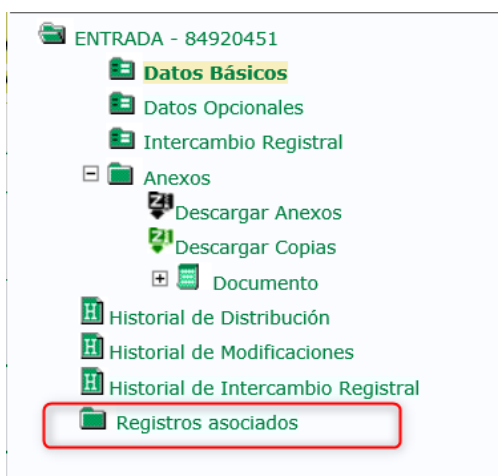 ENTRADA - 84920451
Datos Básicos
Datos Opcionales
Intercambio Registral
Anexos
Descargar Anexos
Descargar Copias
Documento
Historial de Distribución
Historial de Modificaciones
Historial de Intercambio Registral
Registros asociados